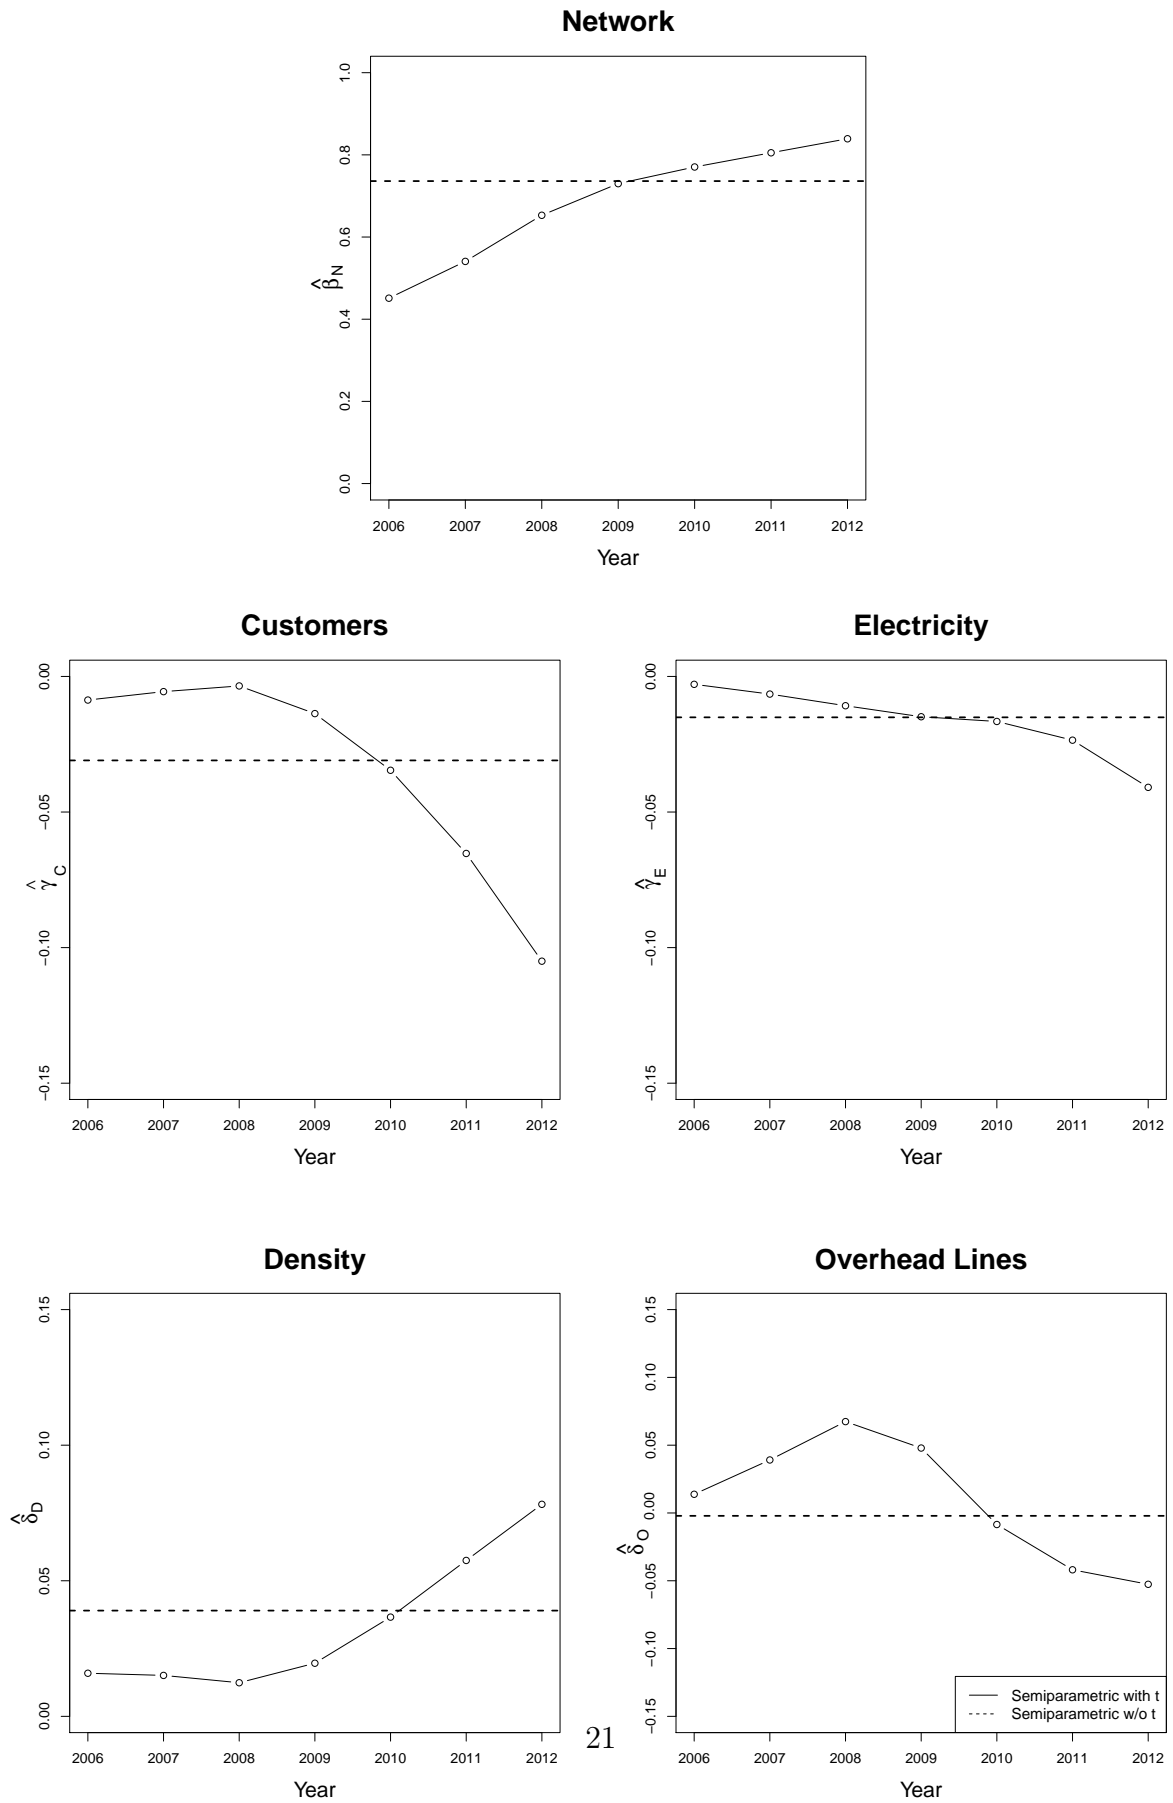 Network
1.0
0.8
0.6
0.4
0.2
0.0
β̂N
2006 2007 2008 2009 2010 2011 2012
Year
Customers
0.00
−0.05
−0.10
−0.15
γ̂C
2006 2007 2008 2009 2010 2011 2012
Year
Electricity
0.00
−0.05
−0.10
−0.15
γ̂E
2006 2007 2008 2009 2010 2011 2012
Year
Density
0.15
0.10
0.05
0.00
δ̂D
2006 2007 2008 2009 2010 2011 2012
Year
Overhead Lines
0.15
0.10
0.05
0.00
−0.05
−0.10
−0.15
δ̂O
Semiparametric with t
Semiparametric w/o t
2006 2007 2008 2009 2010 2011 2012
Year
21